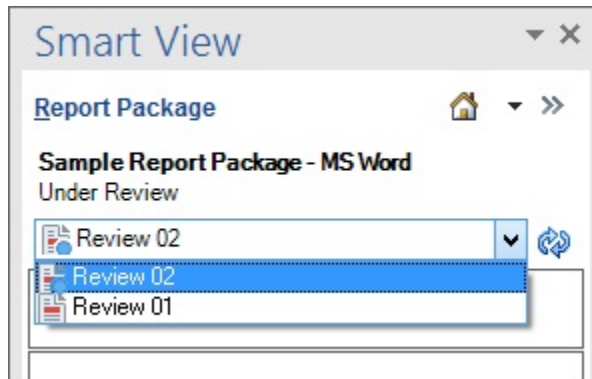 Smart View
Report Package
Sample Report Package - MS Word
Under Review
Review 02
Review 02
Review 01